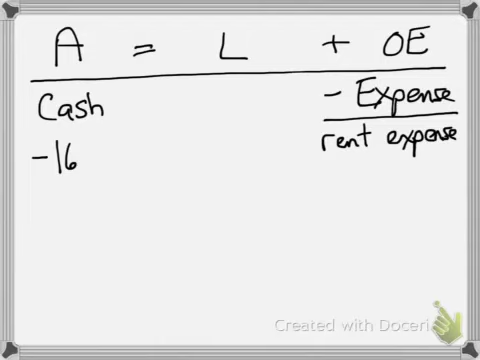 A = L + OE
Cash - Expense
rent expense
-16
Created with Doceri